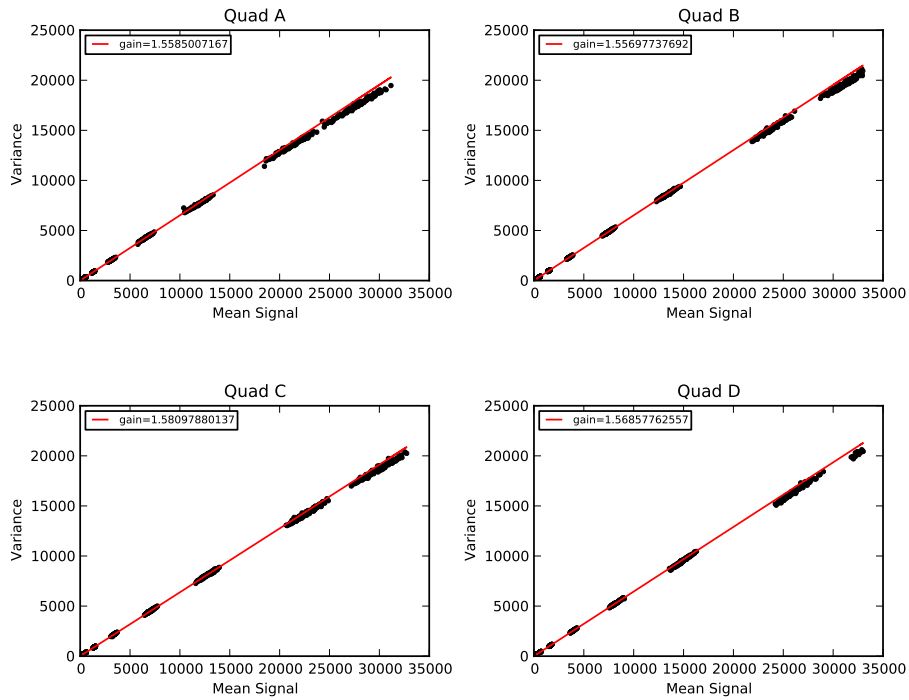 Quad A
gain=1.5585007167
Variance
25000
20000
15000
10000
5000
0
0 5000 10000 15000 20000 25000 30000 35000
Mean Signal
Quad B
gain=1.55697737692
Variance
25000
20000
15000
10000
5000
0
0 5000 10000 15000 20000 25000 30000 35000
Mean Signal
Quad C
gain=1.58097880137
Variance
25000
20000
15000
10000
5000
0
0 5000 10000 15000 20000 25000 30000 35000
Mean Signal
Quad D
gain=1.56857762557
Variance
25000
20000
15000
10000
5000
0
0 5000 10000 15000 20000 25000 30000 35000
Mean Signal